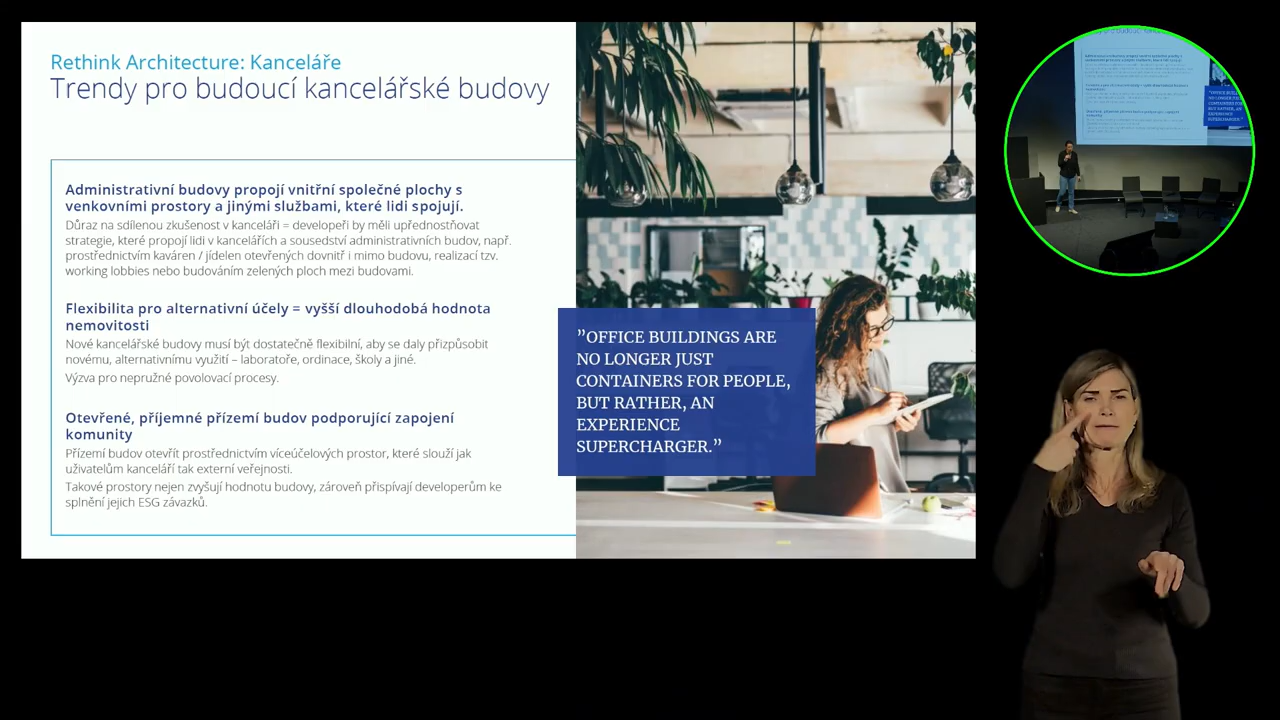 Rethink Architecture: Kanceláře
Trendy pro budoucí kancelářské budovy
Administrativní budovy propojí vnitřní společné plochy s
venkovními prostory a jinými službami, které lidi spojují.
Důraz na sdílenou zkušenost v kanceláři = developeři by měli upřednostňovat
strategie, které propojí lidi v kancelářích a sousedství administrativních budov, např.
prostřednictvím kaváren / jídelen otevřených dovnitř i mimo budovu, realizací tzv.
working lobbies nebo budováním zelených ploch mezi budovami.
Flexibilita pro alternativní účely = vyšší dlouhodobá hodnota
nemovitosti
Nové kancelářské budovy musí být dostatečně flexibilní, aby se daly přizpůsobit
novému, alternativnímu využití – laboratoře, ordinace, školy a jiné.
Výzva pro nepružné povolovací procesy.
Otevřené, příjemné přízemí budov podporující zapojení
komunity
Přízemí budov otevřít prostřednictvím víceúčelových prostor, které slouží jak
uživatelům kanceláří tak externí veřejnosti.
Takové prostory nejen zvyšují hodnotu budovy, zároveň přispívají developerům ke
splnění jejich ESG závazků.
”OFFICE BUILDINGS ARE
NO LONGER JUST
CONTAINERS FOR PEOPLE,
BUT RATHER, AN
EXPERIENCE
SUPERCHARGER.”